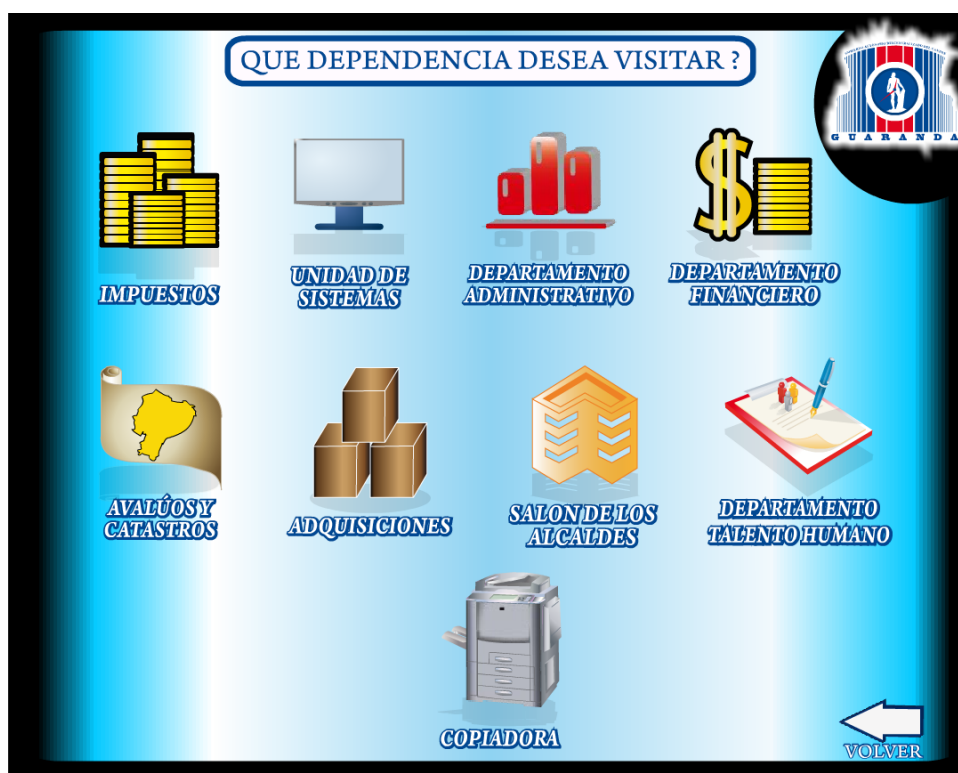 QUE DEPENDENCIA DESEA VISITAR ?
GUARANDA
IMPUESTOS
UNIDAD DE
SISTEMAS
DEPARTAMENTO
ADMINISTRATIVO
DEPARTAMENTO
FINANCIERO
AVALÚOS Y
CATASTROS
ADQUISICIONES
SALON DE LOS
ALCALDES
DEPARTAMENTO
TALENTO HUMANO
COPIADORA
VOLVER